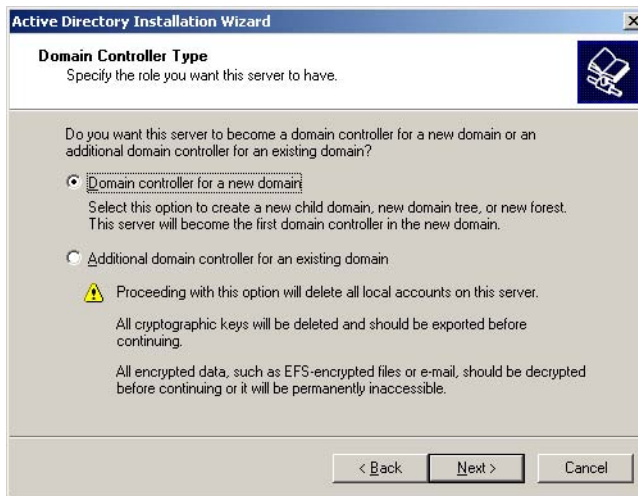 Active Directory Installation Wizard
Domain Controller Type
Specify the role you want this server to have.
Do you want this server to become a domain controller for a new domain or an
additional domain controller for an existing domain?
Domain controller for a new domain
Select this option to create a new child domain, new domain tree, or new forest.
This server will become the first domain controller in the new domain.
Additional domain controller for an existing domain
Proceeding with this option will delete all local accounts on this server.
All cryptographic keys will be deleted and should be exported before
continuing.
All encrypted data, such as EFS-encrypted files or e-mail, should be decrypted
before continuing or it will be permanently inaccessible.
< Back Next > Cancel